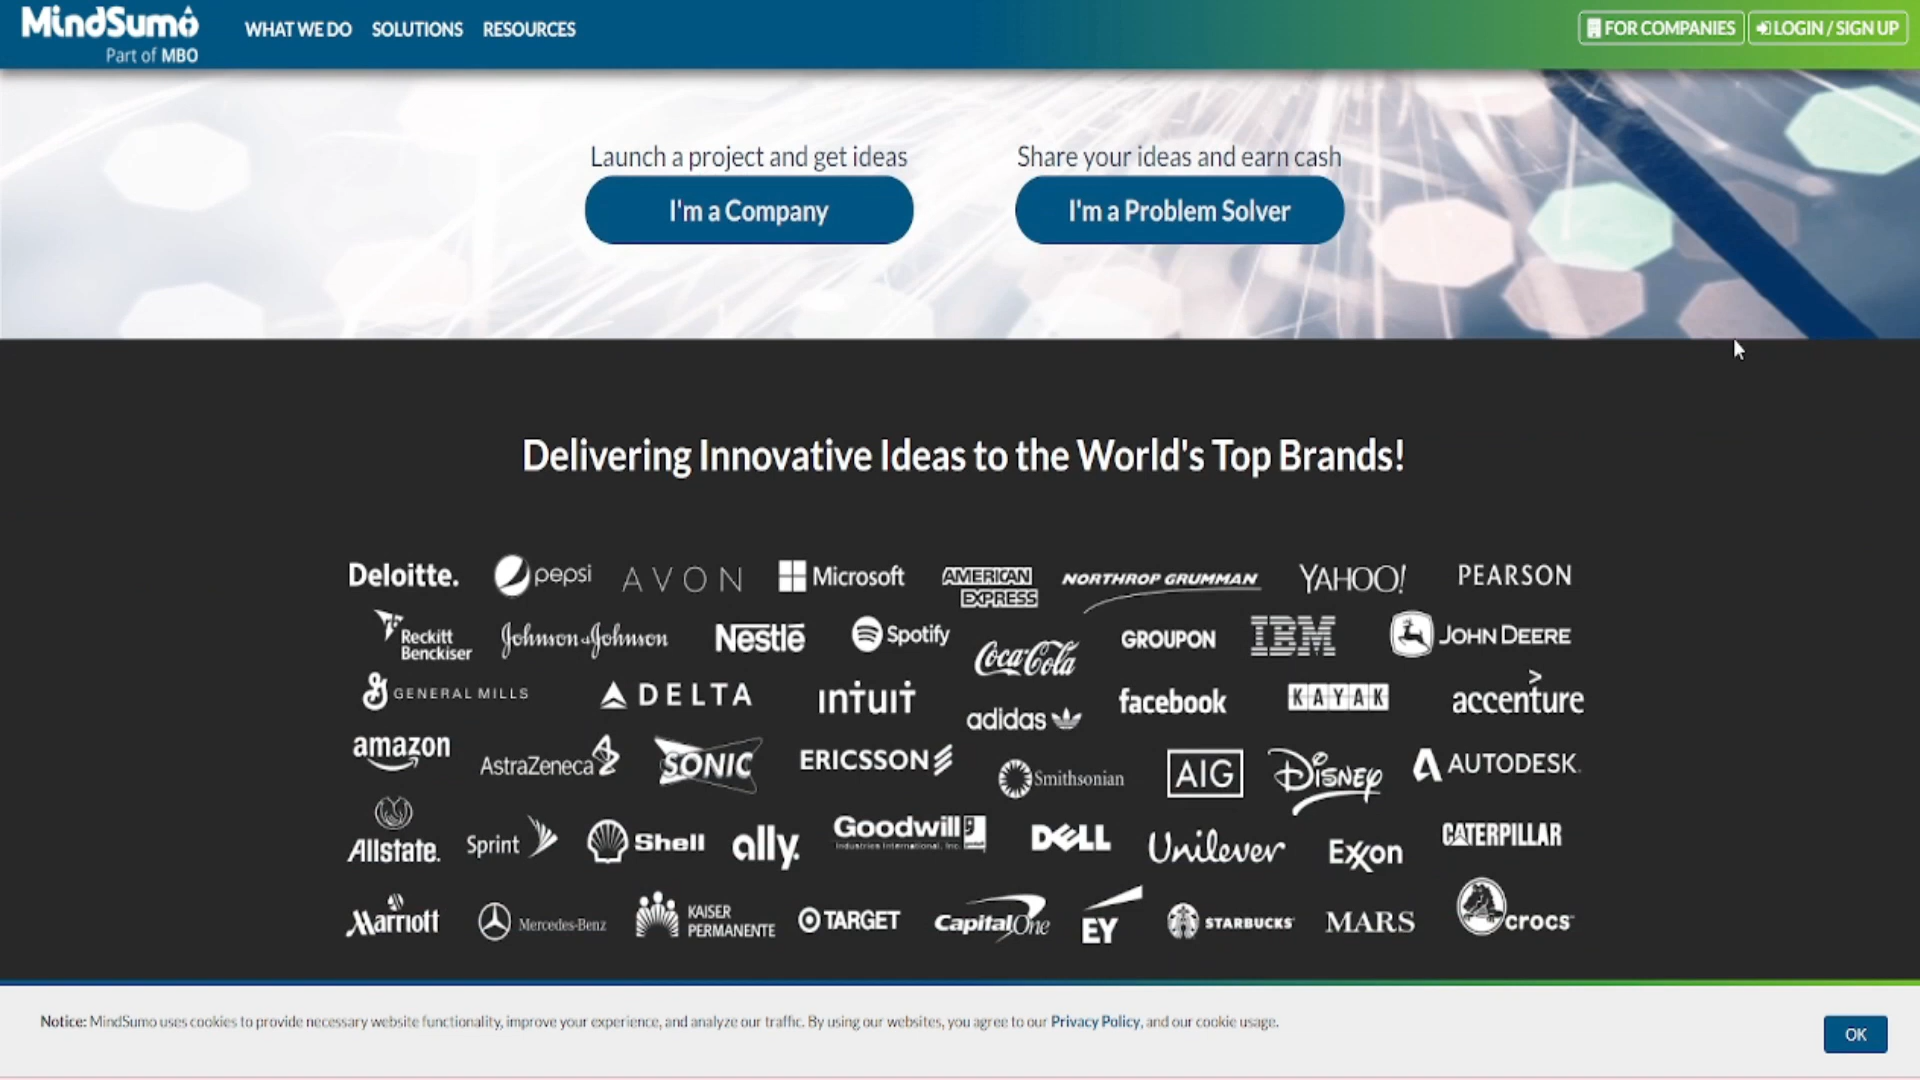 MindSumo
Part of MBO
WHAT WE DO SOLUTIONS RESOURCES
FOR COMPANIES LOGIN / SIGN UP
Launch a project and get ideas
Share your ideas and earn cash
I'm a Company
I'm a Problem Solver
Delivering Innovative Ideas to the World's Top Brands!
Deloitte. pepsi AVON Microsoft AMERICAN EXPRESS NORTHROP GRUMMAN YAHOO! PEARSON
Reckitt Benckiser Johnson & Johnson Nestlé Spotify Coca-Cola GROUPON IBM JOHN DEERE
GENERAL MILLS DELTA intuit adidas facebook KAYAK accenture
amazon AstraZeneca SONIC ERICSSON Smithsonian AIG DISNEY AUTODESK.
Allstate. Sprint Shell ally. Goodwill Industries International, Inc. DELL Unilever Exxon CATERPILLAR
Marriott Mercedes-Benz KAISER PERMANENTE TARGET Capital One EY STARBUCKS MARS crocs
Notice: MindSumo uses cookies to provide necessary website functionality, improve your experience, and analyze our traffic. By using our websites, you agree to our Privacy Policy, and our cookie usage.
OK